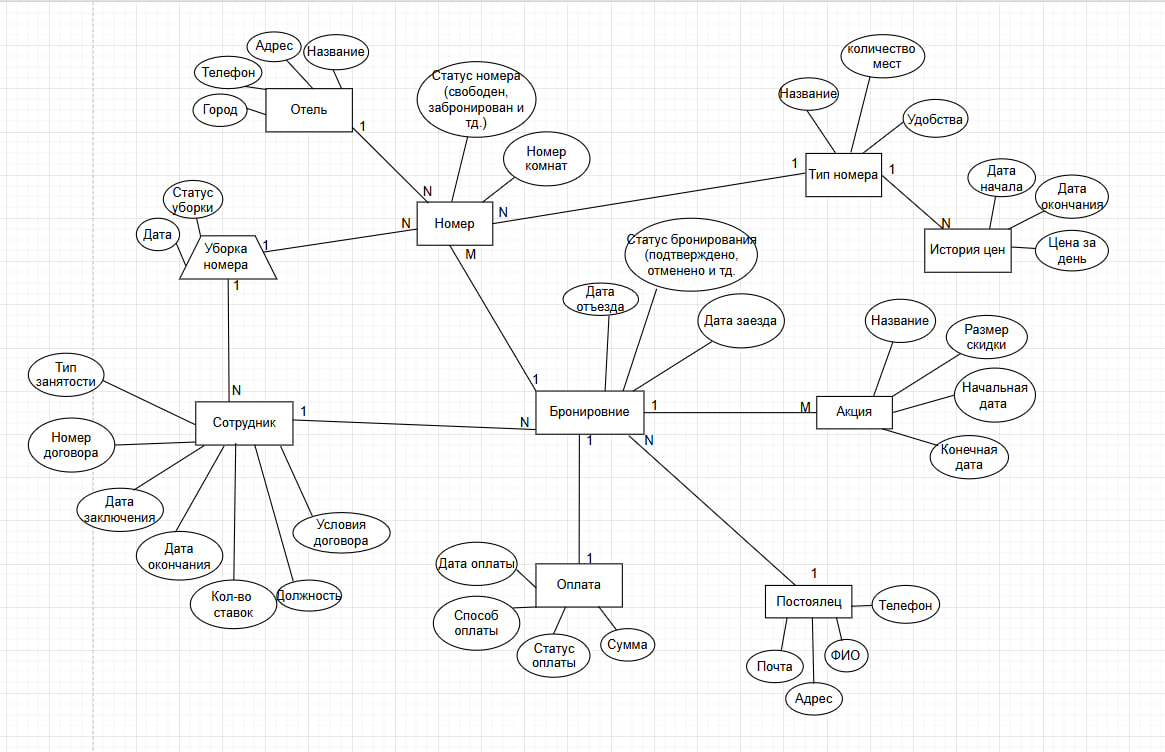 Адрес
Название
Телефон
Город
Отель
1
Статус номера
(свободен,
забронирован и
тд.)
Номер
комнат
количество
мест
Название
Удобства
1
Тип номера
1
Дата
начала
Дата
окончания
N
История цен
Цена за
день
N
N
N
Номер
M
Статус
уборки
Дата
Уборка
номера
1
1
Статус бронирования
(подтверждено,
отменено и тд.
Дата
отъезда
Дата заезда
Название
Размер
скидки
Начальная
дата
Конечная
дата
Тип
занятости
N
1
Сотрудник
1
N
Бронировние
1
M
Акция
1
N
Номер
договора
Дата
заключения
Дата
окончания
Кол-во
ставок
Должность
Условия
договора
1
Дата оплаты
Оплата
Способ
оплаты
Статус
оплаты
Сумма
1
Постоялец
Телефон
Почта
ФИО
Адрес